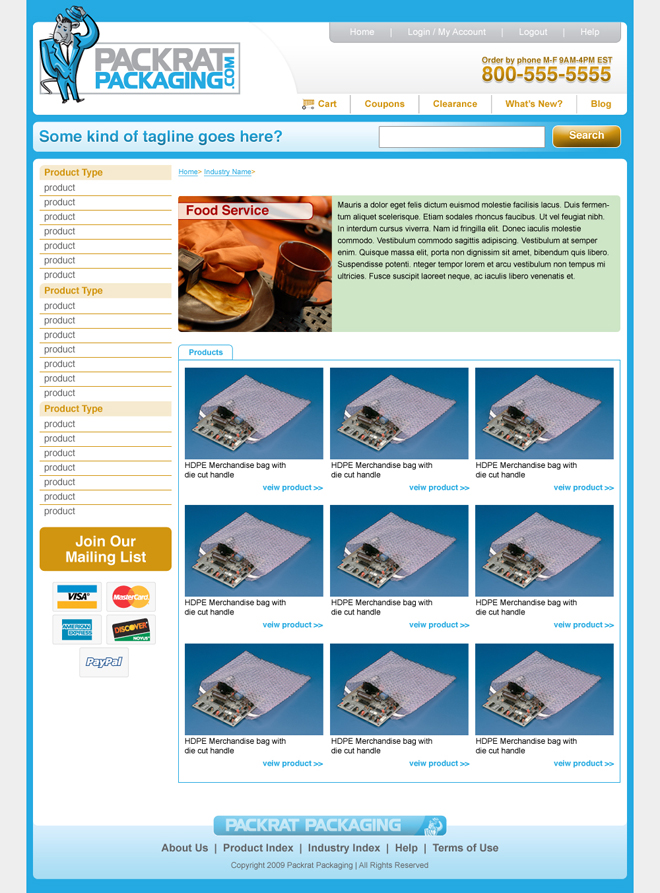 Home | Login / My Account | Logout | Help
PACKRAT
PACKAGING.COM
Order by phone M-F 9AM-4PM EST
800-555-5555
Cart Coupons Clearance What's New? Blog
Some kind of tagline goes here?
Search
Product Type
product
product
product
product
product
product
product
Product Type
product
product
product
product
product
product
product
Product Type
product
product
product
product
product
product
product
Join Our
Mailing List
VISA MasterCard
AMERICAN EXPRESS DISCOVER NOVUS
PayPal
Home> Industry Name>
Food Service
Mauris a dolor eget felis dictum euismod molestie facilisis lacus. Duis fermen-
tum aliquet scelerisque. Etiam sodales rhoncus faucibus. Ut vel feugiat nibh.
In interdum cursus viverra. Nam id fringilla elit. Donec iaculis molestie
commodo. Vestibulum commodo sagittis adipiscing. Vestibulum at semper
enim. Quisque massa elit, porta non dignissim sit amet, bibendum quis libero.
Suspendisse potenti. nteger tempor lorem et arcu vestibulum non tempus mi
ultricies. Fusce suscipit laoreet neque, ac iaculis libero venenatis et.
Products
HDPE Merchandise bag with HDPE Merchandise bag with HDPE Merchandise bag with
die cut handle die cut handle die cut handle
veiw product >> veiw product >> veiw product >>
HDPE Merchandise bag with HDPE Merchandise bag with HDPE Merchandise bag with
die cut handle die cut handle die cut handle
veiw product >> veiw product >> veiw product >>
HDPE Merchandise bag with HDPE Merchandise bag with HDPE Merchandise bag with
die cut handle die cut handle die cut handle
veiw product >> veiw product >> veiw product >>
PACKRAT PACKAGING
About Us | Product Index | Industry Index | Help | Terms of Use
Copyright 2009 Packrat Packaging | All Rights Reserved